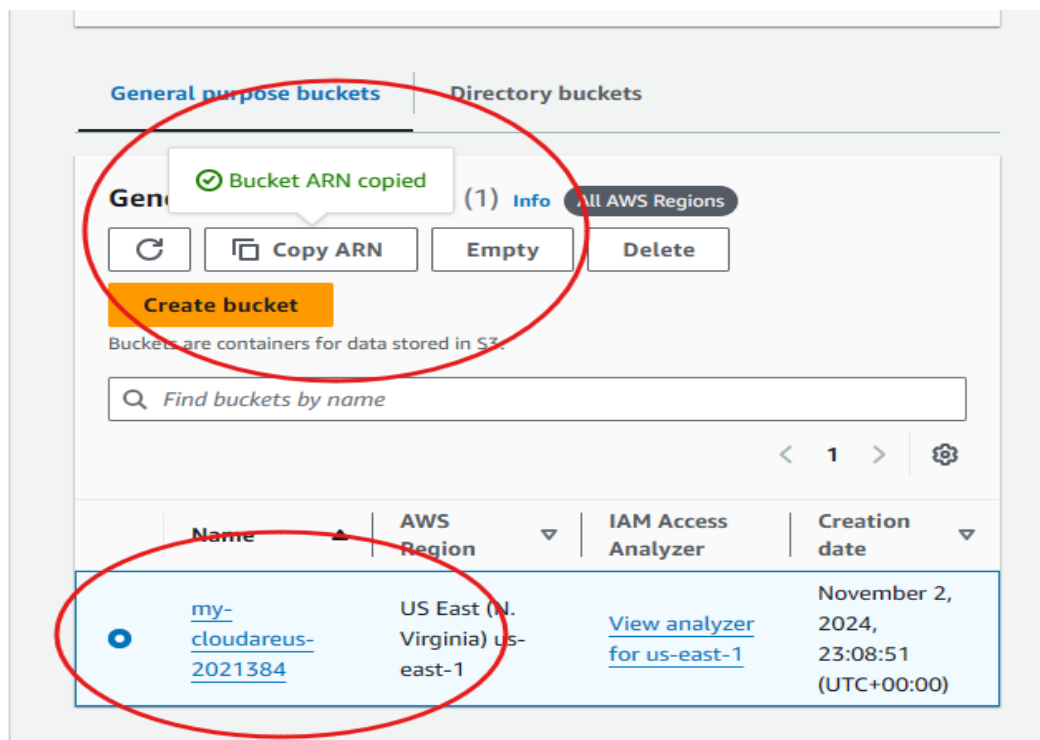 General purpose buckets
Directory buckets
Bucket ARN copied
Gene (1) Info All AWS Regions
Copy ARN Empty Delete
Create bucket
Buckets are containers for data stored in S3.
Find buckets by name
1
Name
AWS
Region
IAM Access
Analyzer
Creation
date
my-
cloudareus-
2021384
US East (N.
Virginia) us-
east-1
View analyzer
for us-east-1
November 2,
2024,
23:08:51
(UTC+00:00)